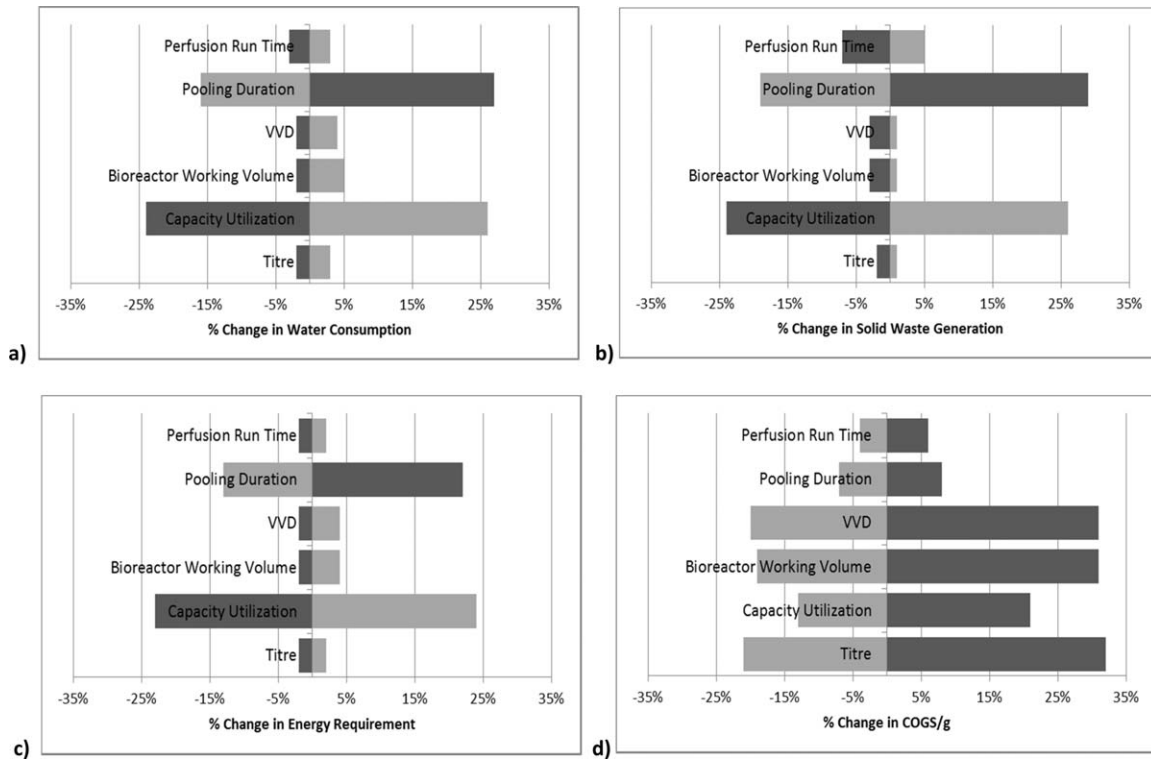 Perfusion Run Time
Pooling Duration
VVD
Bioreactor Working Volume
Capacity Utilization
Titre
-35% -25% -15% -5% 5% 15% 25% 35%
% Change in Water Consumption
a)
Perfusion Run Time
Pooling Duration
VVD
Bioreactor Working Volume
Capacity Utilization
Titre
-35% -25% -15% -5% 5% 15% 25% 35%
% Change in Solid Waste Generation
b)
Perfusion Run Time
Pooling Duration
VVD
Bioreactor Working Volume
Capacity Utilization
Titre
-35% -25% -15% -5% 5% 15% 25% 35%
% Change in Energy Requirement
c)
Perfusion Run Time
Pooling Duration
VVD
Bioreactor Working Volume
Capacity Utilization
Titre
-35% -25% -15% -5% 5% 15% 25% 35%
% Change in COGS/g
d)